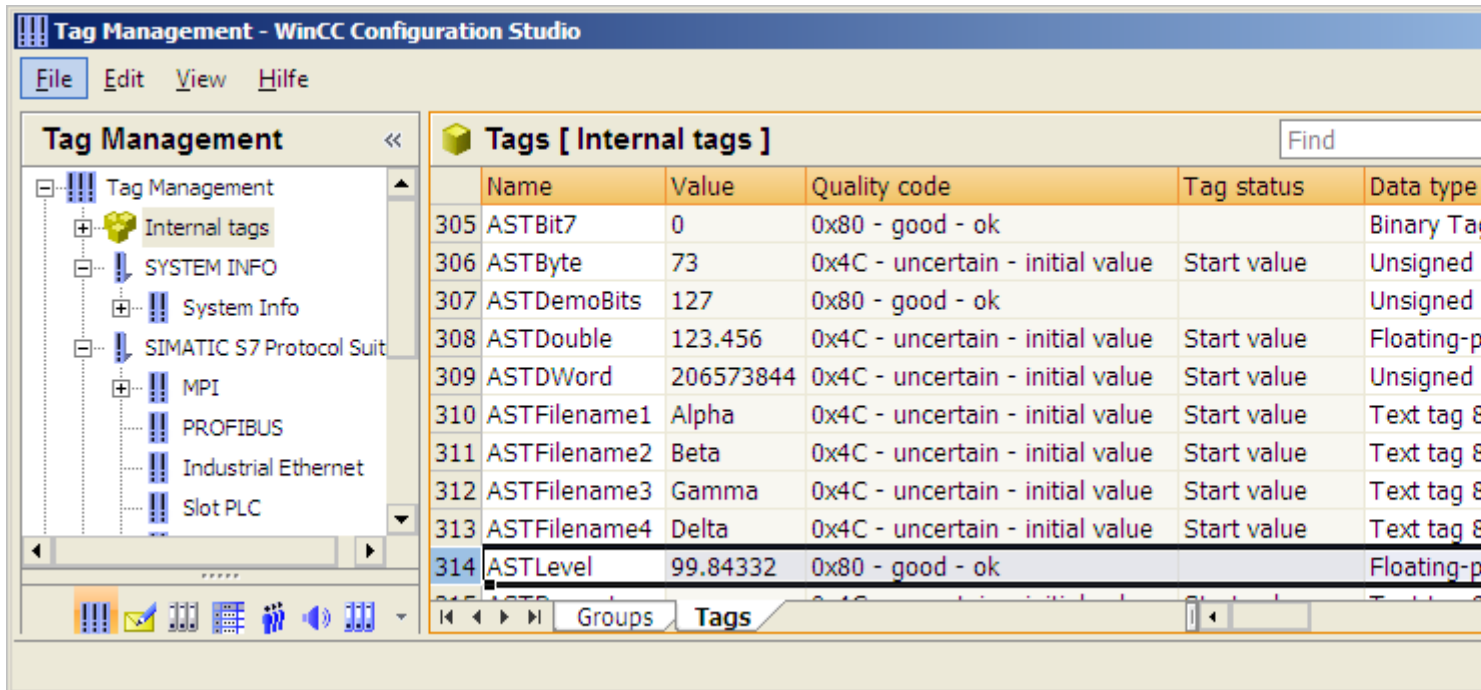 Tag Management - WinCC Configuration Studio
File Edit View Hilfe
Tag Management «
Tag Management
Internal tags
SYSTEM INFO
System Info
SIMATIC S7 Protocol Suit
MPI
PROFIBUS
Industrial Ethernet
Slot PLC
Tags [ Internal tags ] Find
Name Value Quality code Tag status Data type
305 ASTBit7 0 0x80 - good - ok Binary Tag
306 ASTByte 73 0x4C - uncertain - initial value Start value Unsigned
307 ASTDemoBits 127 0x80 - good - ok Unsigned
308 ASTDouble 123.456 0x4C - uncertain - initial value Start value Floating-p
309 ASTDWord 206573844 0x4C - uncertain - initial value Start value Unsigned
310 ASTFilename1 Alpha 0x4C - uncertain - initial value Start value Text tag 8
311 ASTFilename2 Beta 0x4C - uncertain - initial value Start value Text tag 8
312 ASTFilename3 Gamma 0x4C - uncertain - initial value Start value Text tag 8
313 ASTFilename4 Delta 0x4C - uncertain - initial value Start value Text tag 8
314 ASTLevel 99.84332 0x80 - good - ok Floating-p
Groups Tags